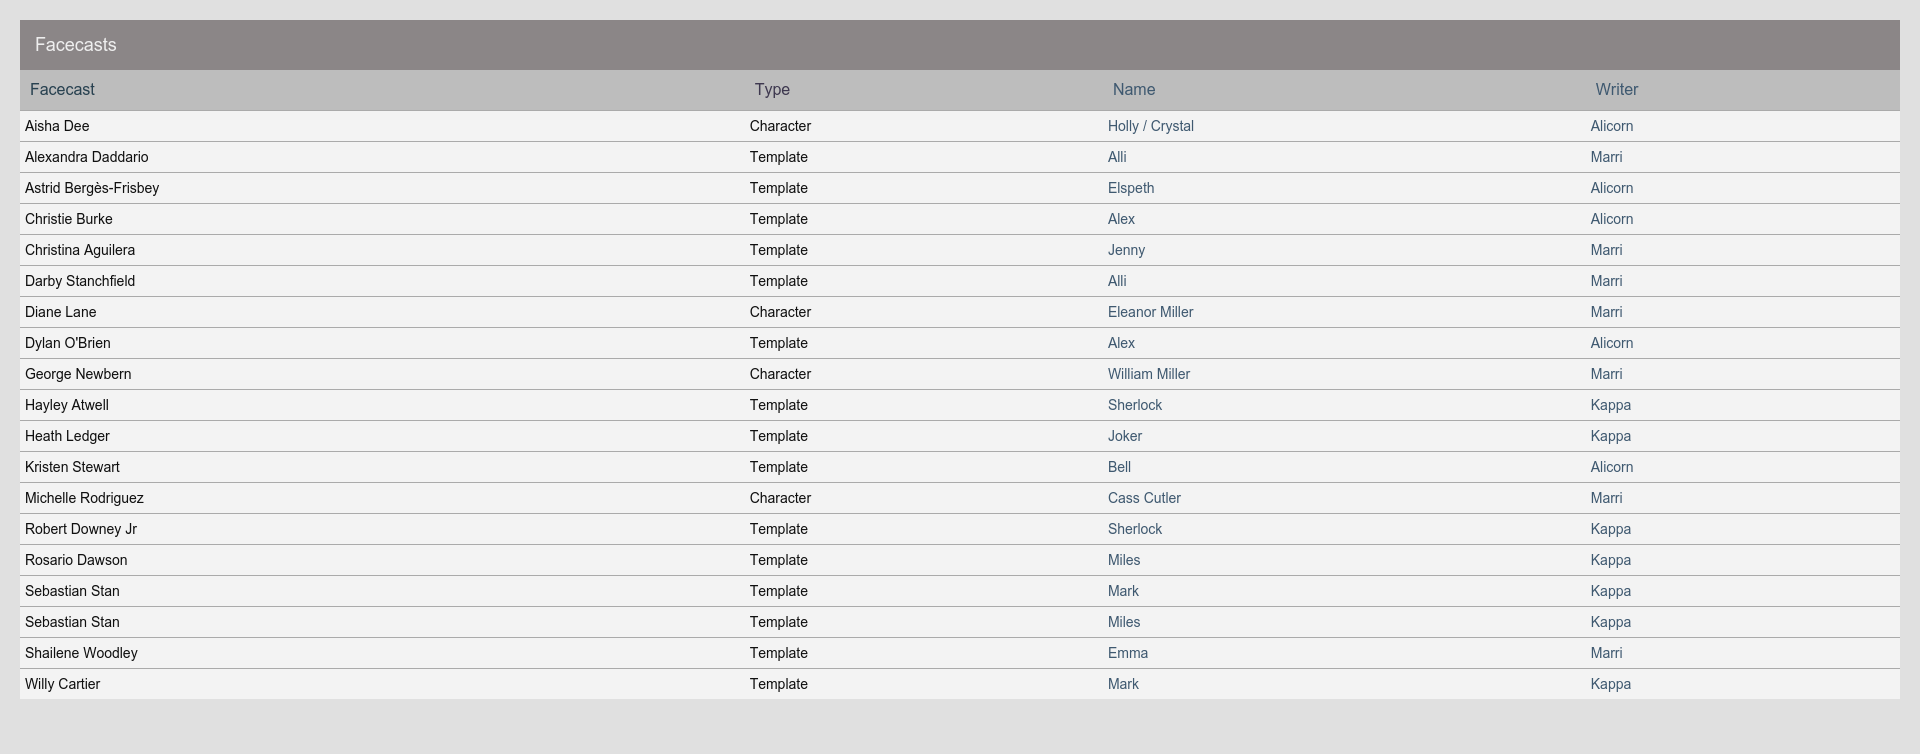 Facecasts
Facecast Type Name Writer
Aisha Dee Character Holly / Crystal Alicorn
Alexandra Daddario Template Alli Marri
Astrid Bergès-Frisbey Template Elspeth Alicorn
Christie Burke Template Alex Alicorn
Christina Aguilera Template Jenny Marri
Darby Stanchfield Template Alli Marri
Diane Lane Character Eleanor Miller Marri
Dylan O'Brien Template Alex Alicorn
George Newbern Character William Miller Marri
Hayley Atwell Template Sherlock Kappa
Heath Ledger Template Joker Kappa
Kristen Stewart Template Bell Alicorn
Michelle Rodriguez Character Cass Cutler Marri
Robert Downey Jr Template Sherlock Kappa
Rosario Dawson Template Miles Kappa
Sebastian Stan Template Mark Kappa
Sebastian Stan Template Miles Kappa
Shailene Woodley Template Emma Marri
Willy Cartier Template Mark Kappa